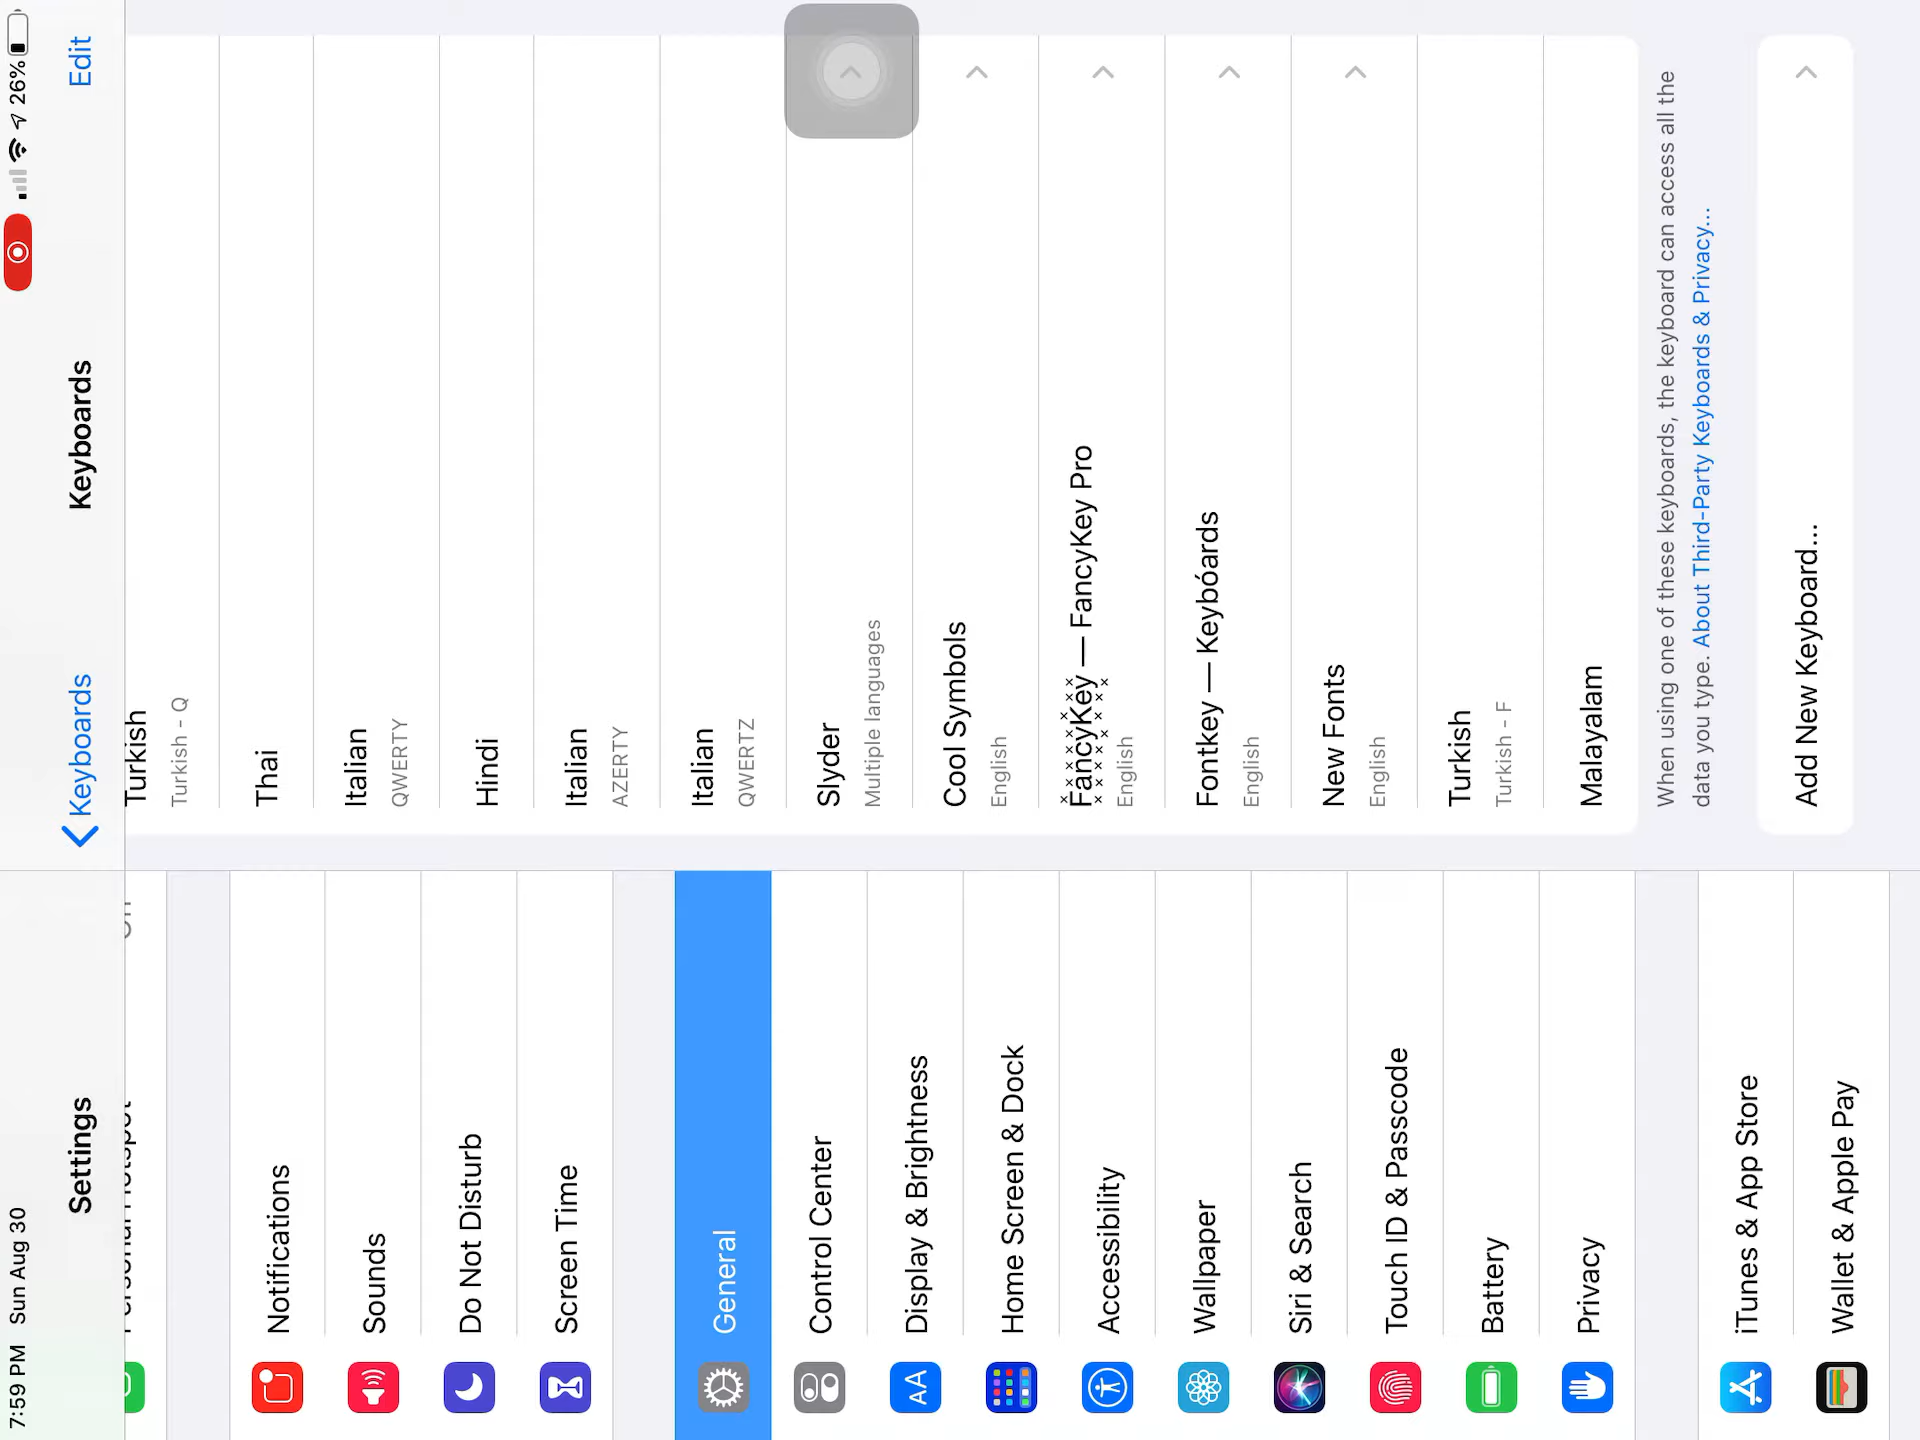 7:59 PM Sun Aug 30
26%
Settings
Notifications
Sounds
Do Not Disturb
Screen Time
General
Control Center
Display & Brightness
Home Screen & Dock
Accessibility
Wallpaper
Siri & Search
Touch ID & Passcode
Battery
Privacy
iTunes & App Store
Wallet & Apple Pay
Keyboards
Keyboards
Edit
Turkish
Turkish - Q
Thai
Italian
QWERTY
Hindi
Italian
AZERTY
Italian
QWERTZ
Slyder
Multiple languages
Cool Symbols
English
FancyKey — FancyKey Pro
English
Fontkey — Keybóards
English
New Fonts
English
Turkish
Turkish - F
Malayalam
When using one of these keyboards, the keyboard can access all the
data you type. About Third-Party Keyboards & Privacy...
Add New Keyboard...